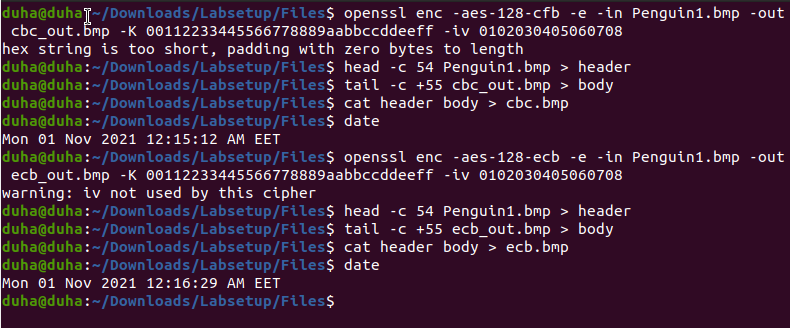 duha@duha:~/Downloads/Labsetup/Files$ openssl enc -aes-128-cfb -e -in Penguin1.bmp -out
cbc_out.bmp -K 00112233445566778889aabbccddeeff -iv 0102030405060708
hex string is too short, padding with zero bytes to length
duha@duha:~/Downloads/Labsetup/Files$ head -c 54 Penguin1.bmp > header
duha@duha:~/Downloads/Labsetup/Files$ tail -c +55 cbc_out.bmp > body
duha@duha:~/Downloads/Labsetup/Files$ cat header body > cbc.bmp
duha@duha:~/Downloads/Labsetup/Files$ date
Mon 01 Nov 2021 12:15:12 AM EET
duha@duha:~/Downloads/Labsetup/Files$ openssl enc -aes-128-ecb -e -in Penguin1.bmp -out
ecb_out.bmp -K 00112233445566778889aabbccddeeff -iv 0102030405060708
warning: iv not used by this cipher
duha@duha:~/Downloads/Labsetup/Files$ head -c 54 Penguin1.bmp > header
duha@duha:~/Downloads/Labsetup/Files$ tail -c +55 ecb_out.bmp > body
duha@duha:~/Downloads/Labsetup/Files$ cat header body > ecb.bmp
duha@duha:~/Downloads/Labsetup/Files$ date
Mon 01 Nov 2021 12:16:29 AM EET
duha@duha:~/Downloads/Labsetup/Files$